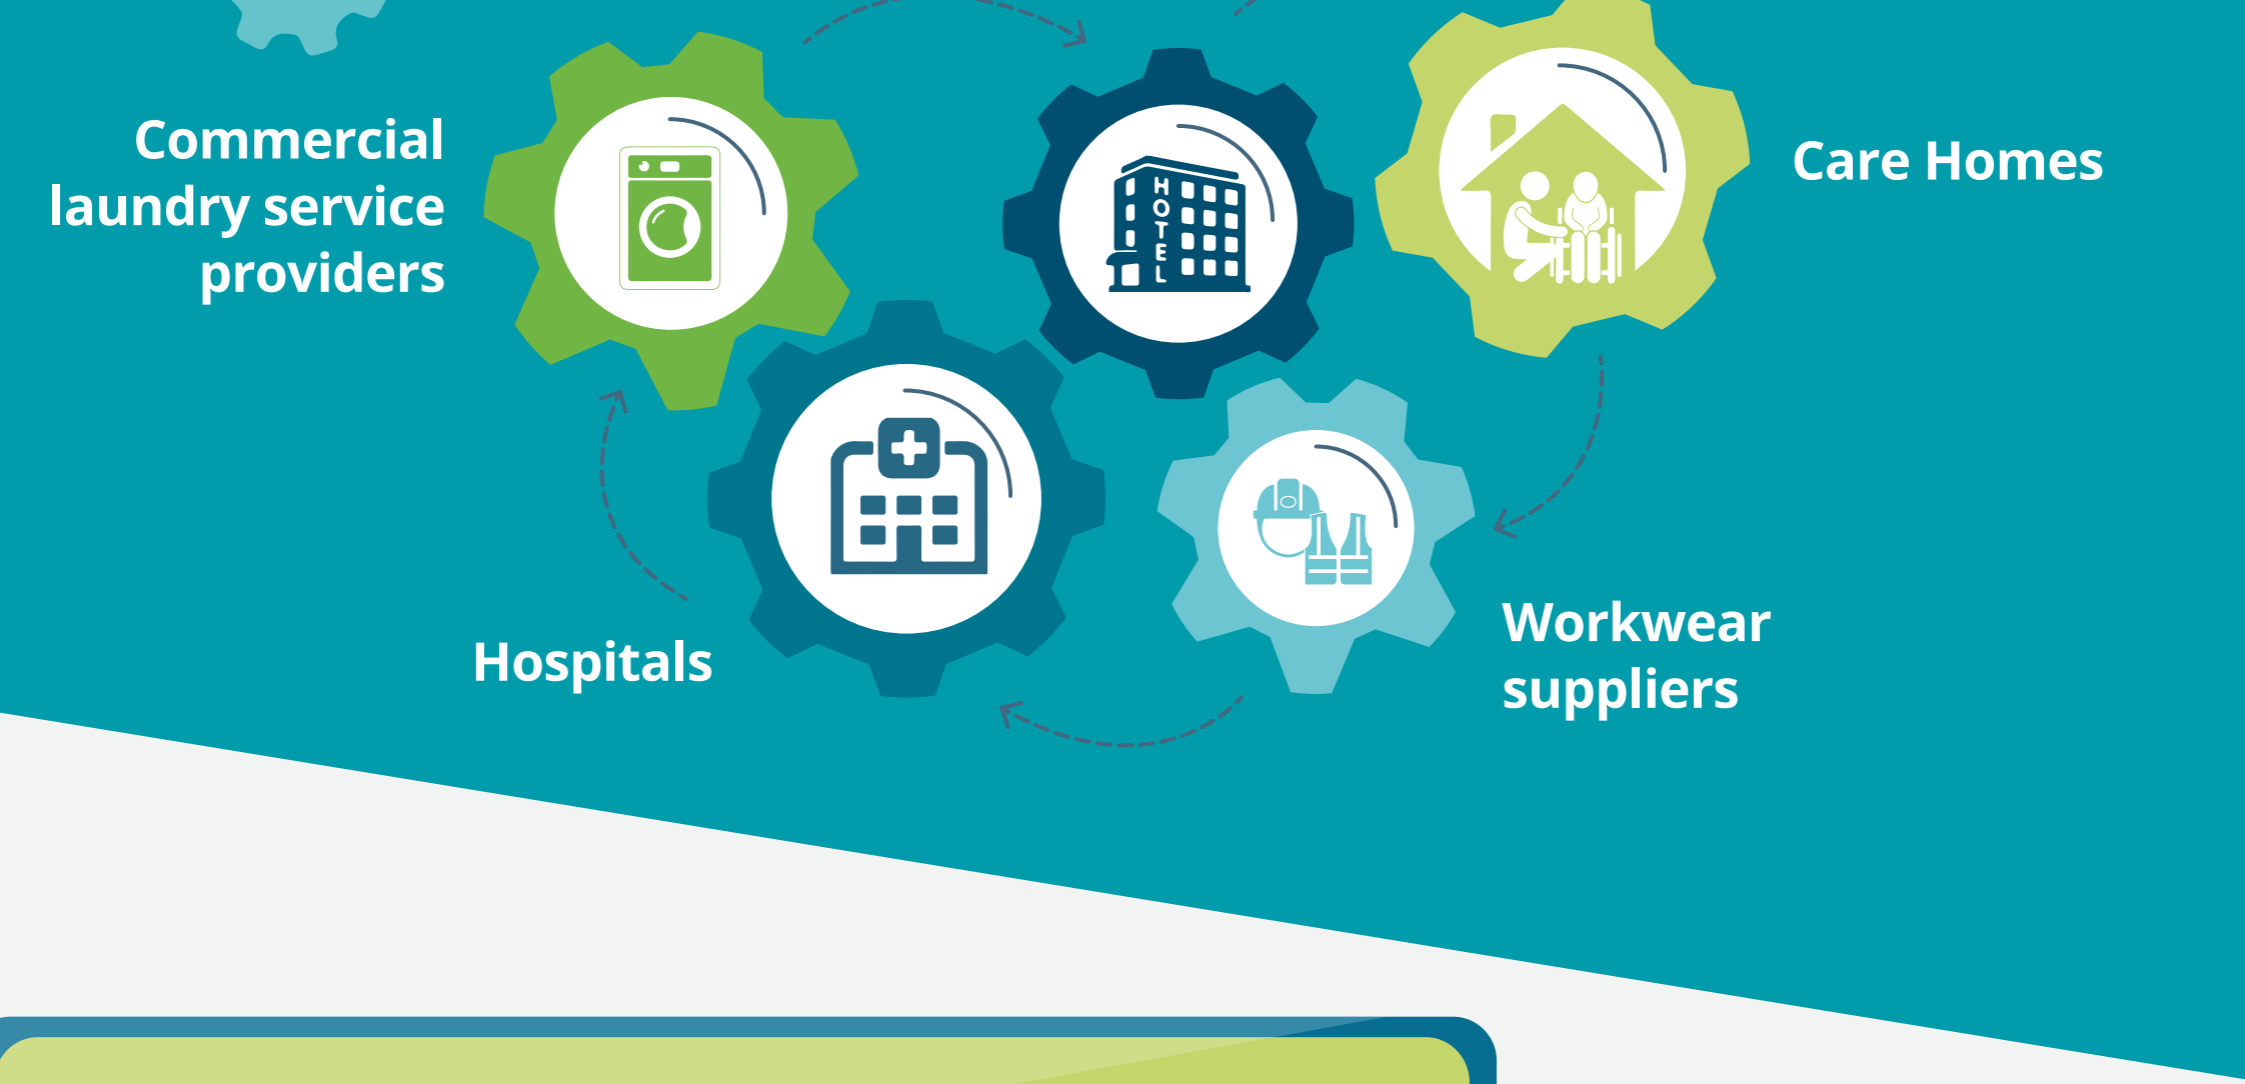 Commercial
laundry service
providers
HOTEL
Care Homes
Hospitals
Workwear
suppliers